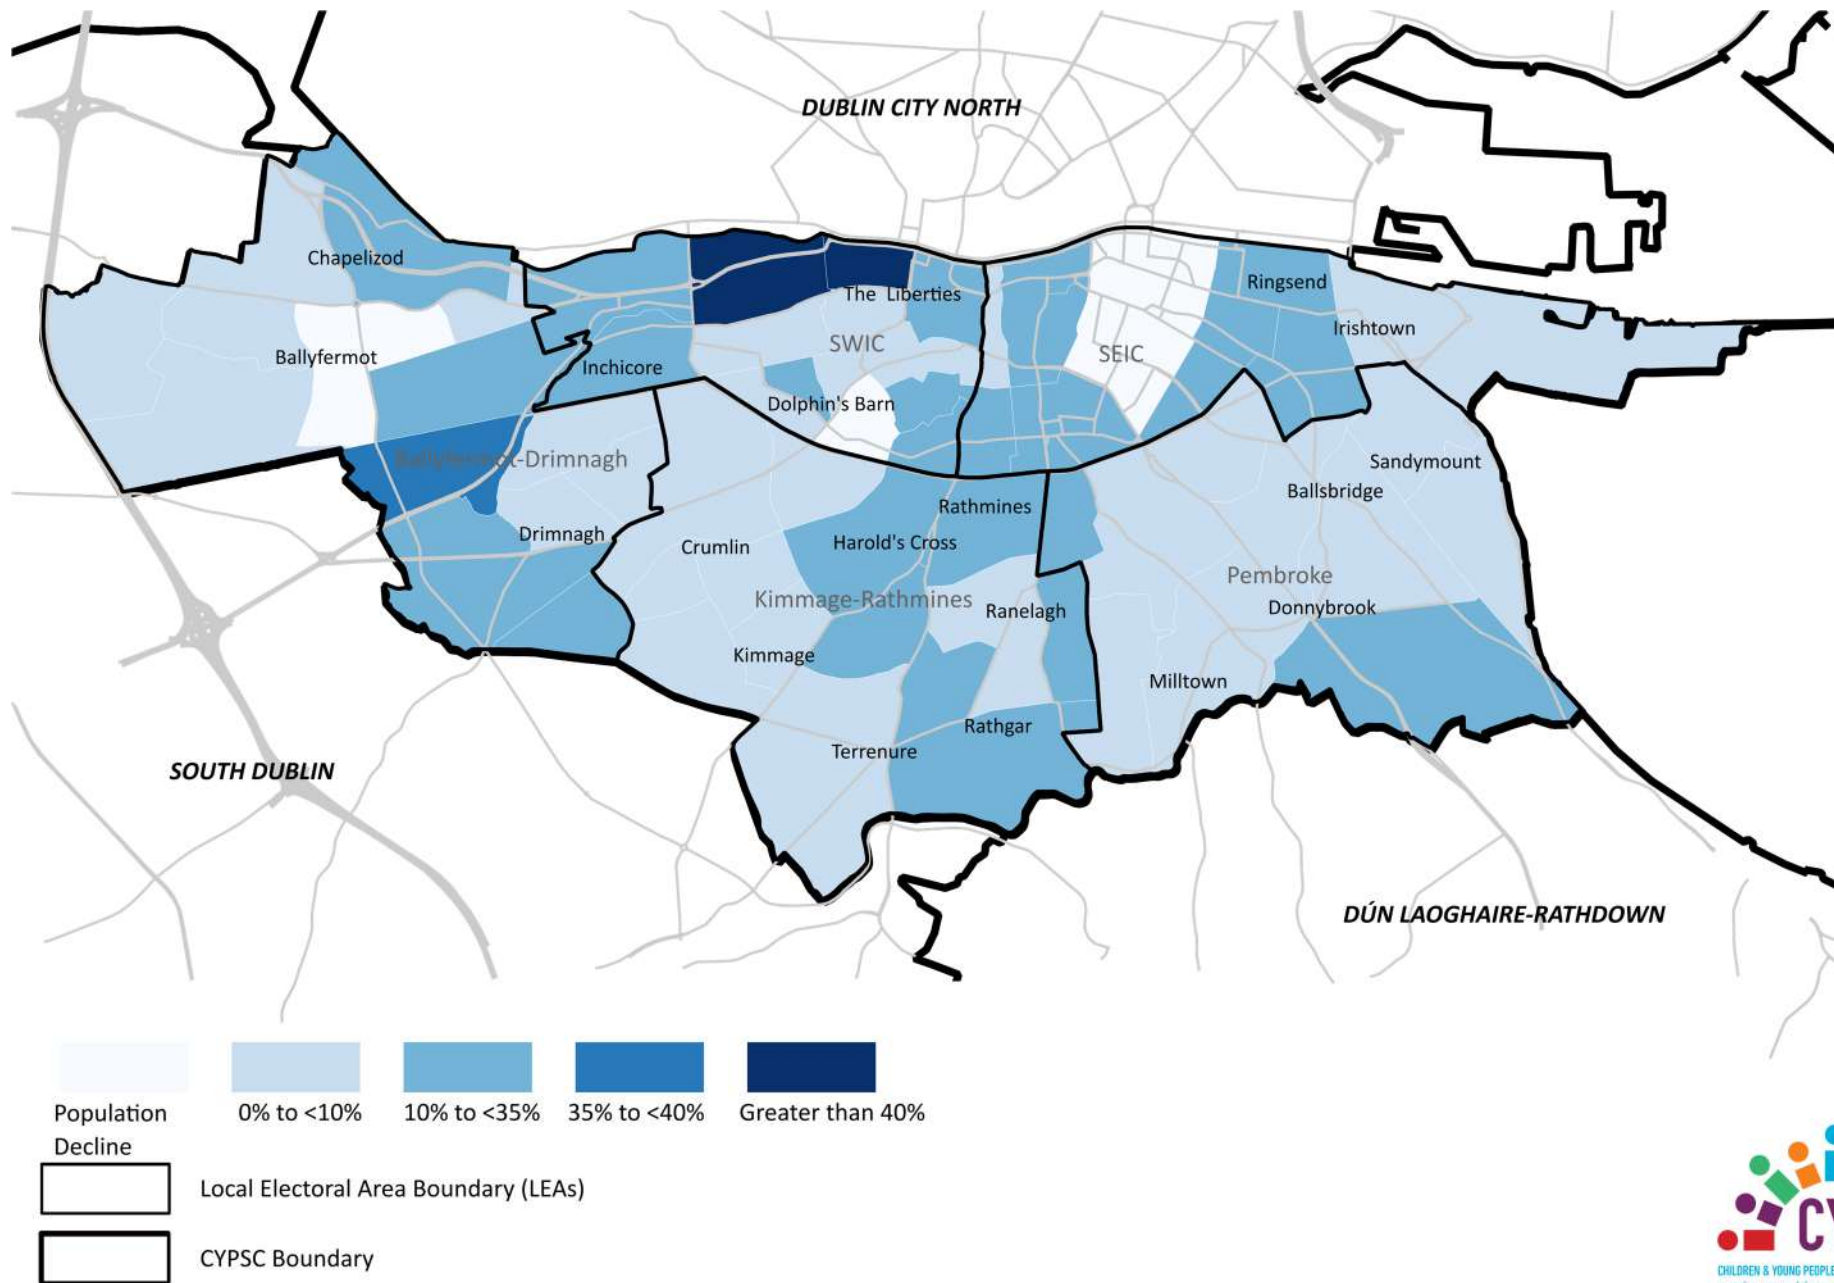 DUBLIN CITY NORTH
Chapelizod
Ringsend
The Liberties
Irishtown
SWIC
SEIC
Ballyfermot
Inchicore
Dolphin's Barn
Ballyfermot-Drimnagh
Sandymount
Ballsbridge
Rathmines
Drimnagh
Harold's Cross
Crumlin
Pembroke
Kimmage-Rathmines
Ranelagh
Donnybrook
Kimmage
Milltown
Rathgar
Terrenure
SOUTH DUBLIN
DÚN LAOGHAIRE-RATHDOWN
Population
Decline
0% to <10%
10% to <35%
35% to <40%
Greater than 40%
Local Electoral Area Boundary (LEAs)
CYPSC Boundary
CHILDREN & YOUNG PEOPLE